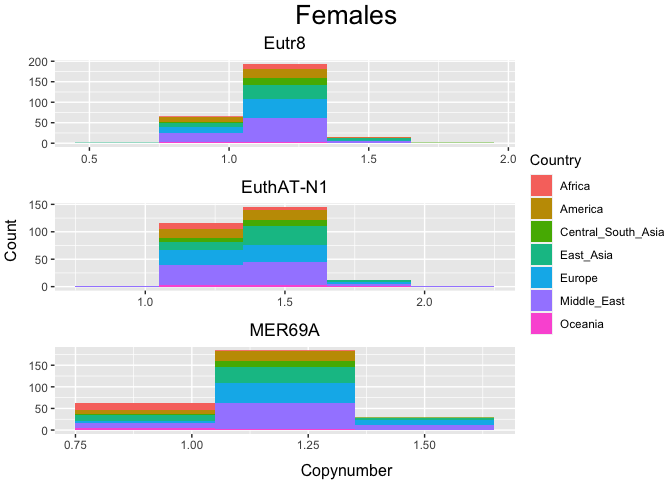 Females
Eutr8
200
150
100
50
0
0.5 1.0 1.5 2.0
EuthAT-N1
150
100
50
0
1.0 1.5 2.0
MER69A
150
100
50
0
0.75 1.00 1.25 1.50
Count
Copynumber
Country
Africa
America
Central_South_Asia
East_Asia
Europe
Middle_East
Oceania